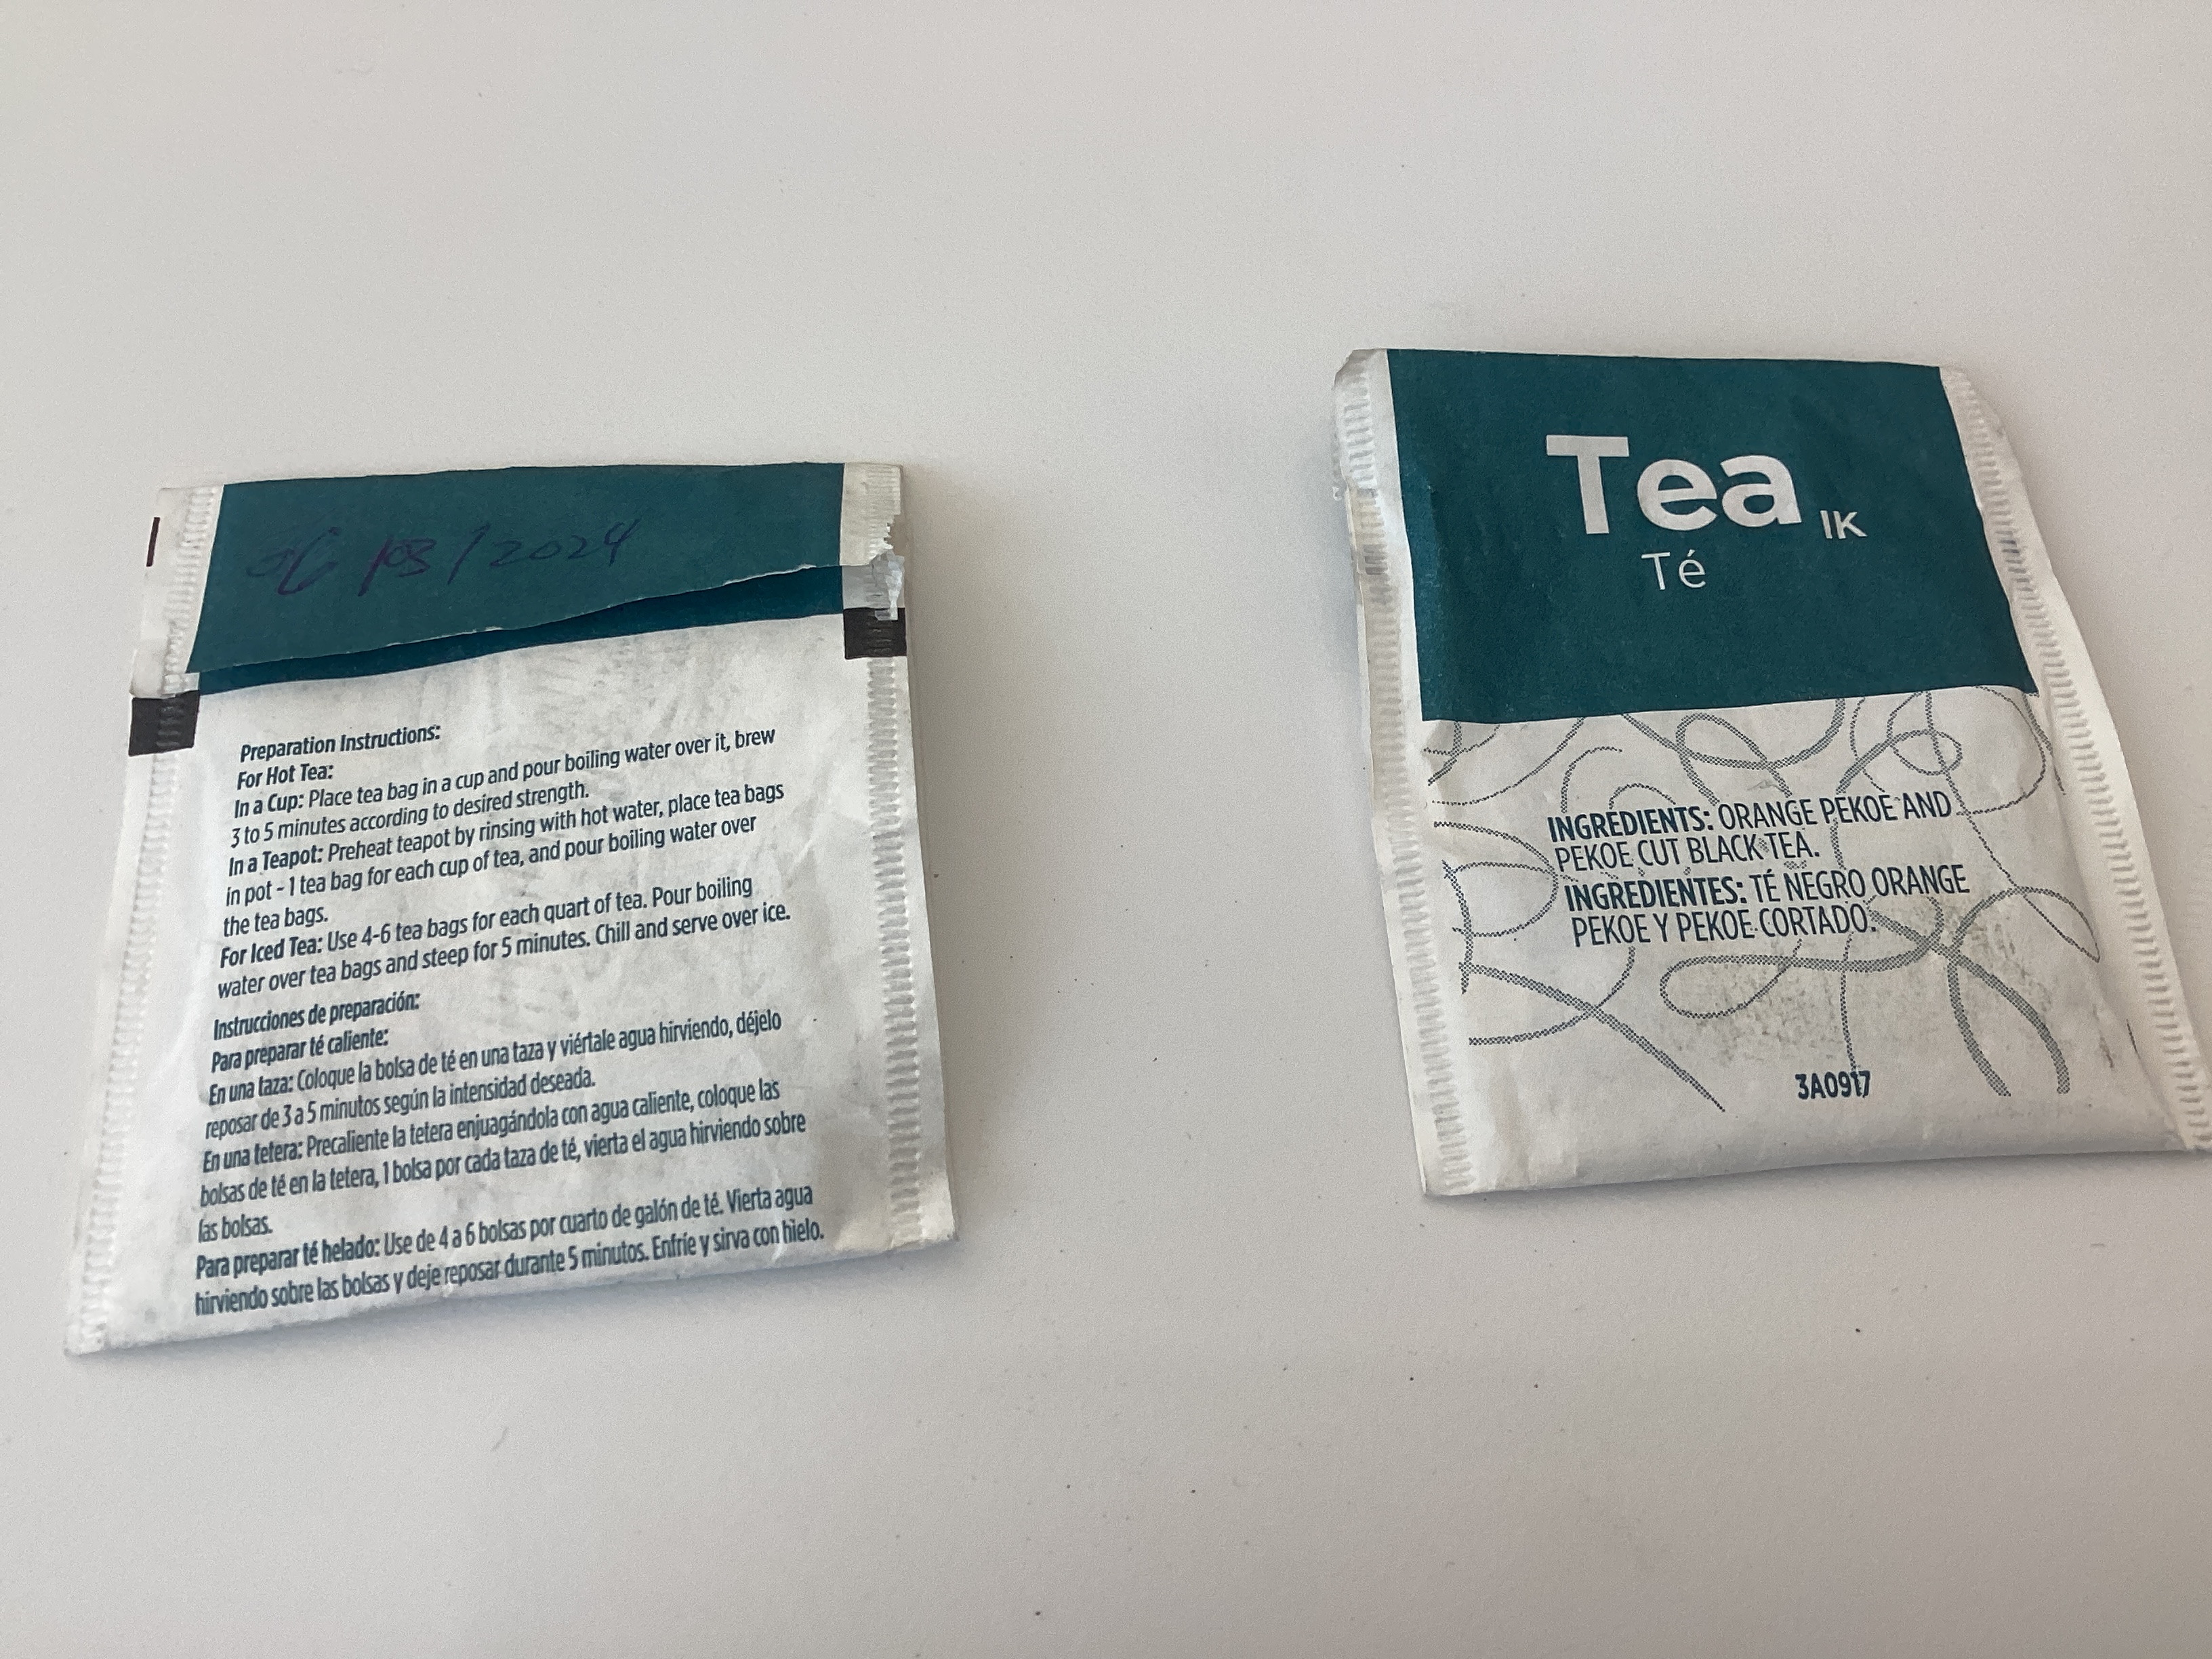 06/03/2024
Preparation Instructions:
For Hot Tea:
In a Cup: Place tea bag in a cup and pour boiling water over it, brew
3 to 5 minutes according to desired strength.
In a Teapot: Preheat teapot by rinsing with hot water, place tea bags
in pot - 1 tea bag for each cup of tea, and pour boiling water over
the tea bags.
For Iced Tea: Use 4-6 tea bags for each quart of tea. Pour boiling
water over tea bags and steep for 5 minutes. Chill and serve over ice.
Instrucciones de preparación:
Para preparar té caliente:
En una taza: Coloque la bolsa de té en una taza y viértale agua hirviendo, déjelo
reposar de 3 a 5 minutos según la intensidad deseada.
En una tetera: Precaliente la tetera enjuagándola con agua caliente, coloque las
bolsas de té en la tetera, 1 bolsa por cada taza de té, vierta el agua hirviendo sobre
las bolsas.
Para preparar té helado: Use de 4 a 6 bolsas por cuarto de galón de té. Vierta agua
hirviendo sobre las bolsas y deje reposar durante 5 minutos. Enfríe y sirva con hielo.
Tea IK
Té
INGREDIENTS: ORANGE PEKOE AND
PEKOE CUT BLACK TEA.
INGREDIENTES: TÉ NEGRO ORANGE
PEKOE Y PEKOE CORTADO.
3A0917